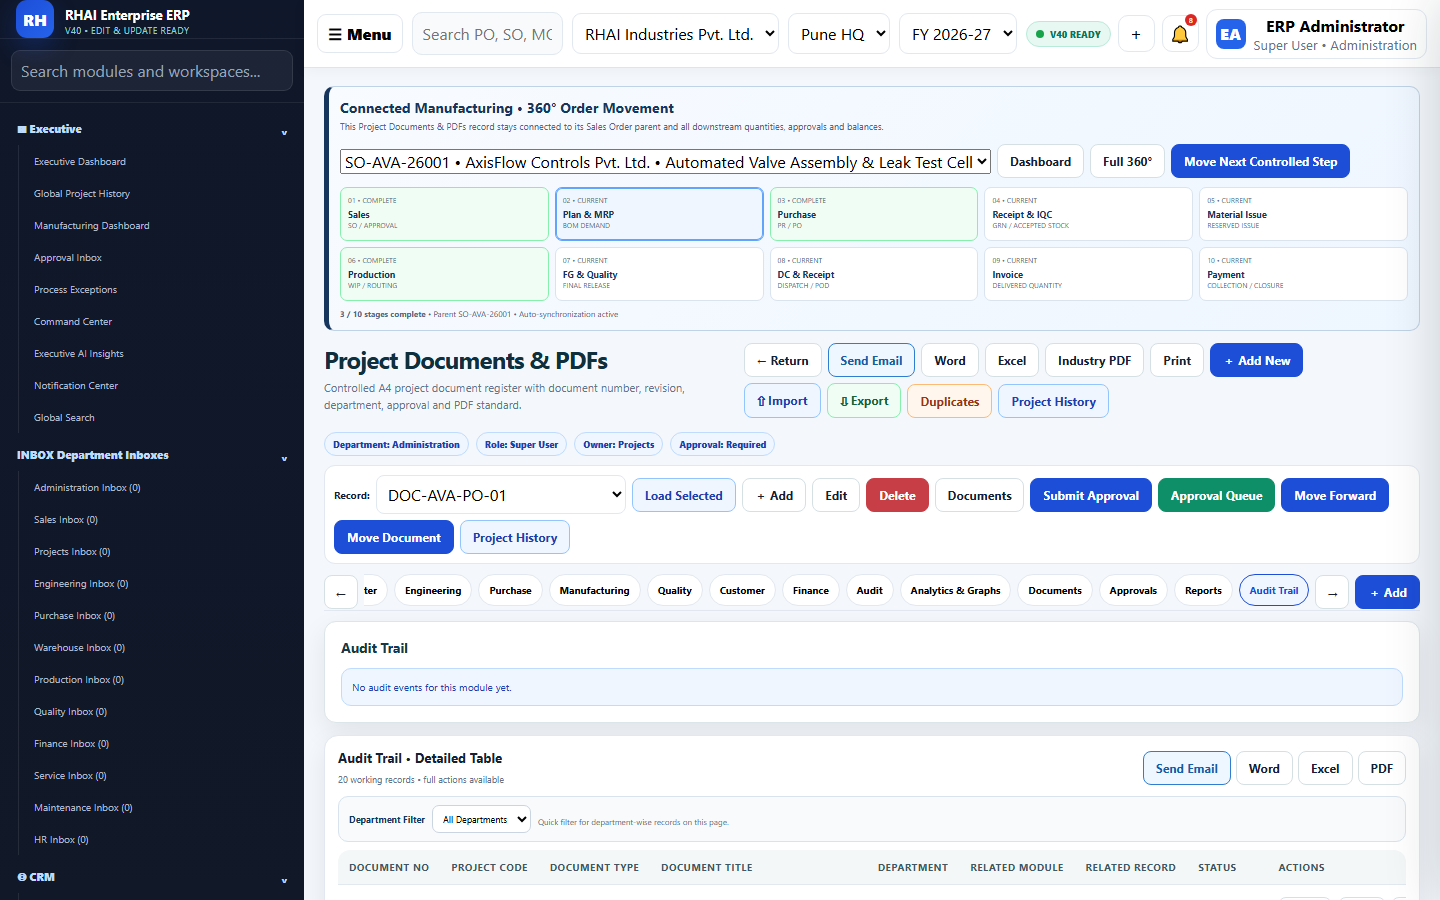 RH
RHAI Enterprise ERP
V40 • EDIT & UPDATE READY
Search modules and workspaces...
Executive
Executive Dashboard
Global Project History
Manufacturing Dashboard
Approval Inbox
Process Exceptions
Command Center
Executive AI Insights
Notification Center
Global Search
INBOX Department Inboxes
Administration Inbox (0)
Sales Inbox (0)
Projects Inbox (0)
Engineering Inbox (0)
Purchase Inbox (0)
Warehouse Inbox (0)
Production Inbox (0)
Quality Inbox (0)
Finance Inbox (0)
Service Inbox (0)
Maintenance Inbox (0)
HR Inbox (0)
CRM
☰ Menu
Search PO, SO, MO
RHAI Industries Pvt. Ltd.
Pune HQ
FY 2026-27
V40 READY
+
8
EA
ERP Administrator
Super User • Administration
Connected Manufacturing • 360° Order Movement
This Project Documents & PDFs record stays connected to its Sales Order parent and all downstream quantities, approvals and balances.
SO-AVA-26001 • AxisFlow Controls Pvt. Ltd. • Automated Valve Assembly & Leak Test Cell
Dashboard
Full 360°
Move Next Controlled Step
01 • COMPLETE
Sales
SO / APPROVAL
02 • CURRENT
Plan & MRP
BOM DEMAND
03 • COMPLETE
Purchase
PR / PO
04 • CURRENT
Receipt & IQC
GRN / ACCEPTED STOCK
05 • CURRENT
Material Issue
RESERVED ISSUE
06 • COMPLETE
Production
WIP / ROUTING
07 • CURRENT
FG & Quality
FINAL RELEASE
08 • CURRENT
DC & Receipt
DISPATCH / POD
09 • CURRENT
Invoice
DELIVERED QUANTITY
10 • CURRENT
Payment
COLLECTION / CLOSURE
3 / 10 stages complete • Parent SO-AVA-26001 • Auto-synchronization active
Project Documents & PDFs
Controlled A4 project document register with document number, revision,
department, approval and PDF standard.
← Return
Send Email
Word
Excel
Industry PDF
Print
+ Add New
⇧ Import
⇩ Export
Duplicates
Project History
Department: Administration
Role: Super User
Owner: Projects
Approval: Required
Record:
DOC-AVA-PO-01
Load Selected
+ Add
Edit
Delete
Documents
Submit Approval
Approval Queue
Move Forward
Move Document
Project History
←
ter
Engineering
Purchase
Manufacturing
Quality
Customer
Finance
Audit
Analytics & Graphs
Documents
Approvals
Reports
Audit Trail
→
+ Add
Audit Trail
No audit events for this module yet.
Audit Trail • Detailed Table
20 working records • full actions available
Send Email
Word
Excel
PDF
Department Filter
All Departments
Quick filter for department-wise records on this page.
DOCUMENT NO
PROJECT CODE
DOCUMENT TYPE
DOCUMENT TITLE
DEPARTMENT
RELATED MODULE
RELATED RECORD
STATUS
ACTIONS